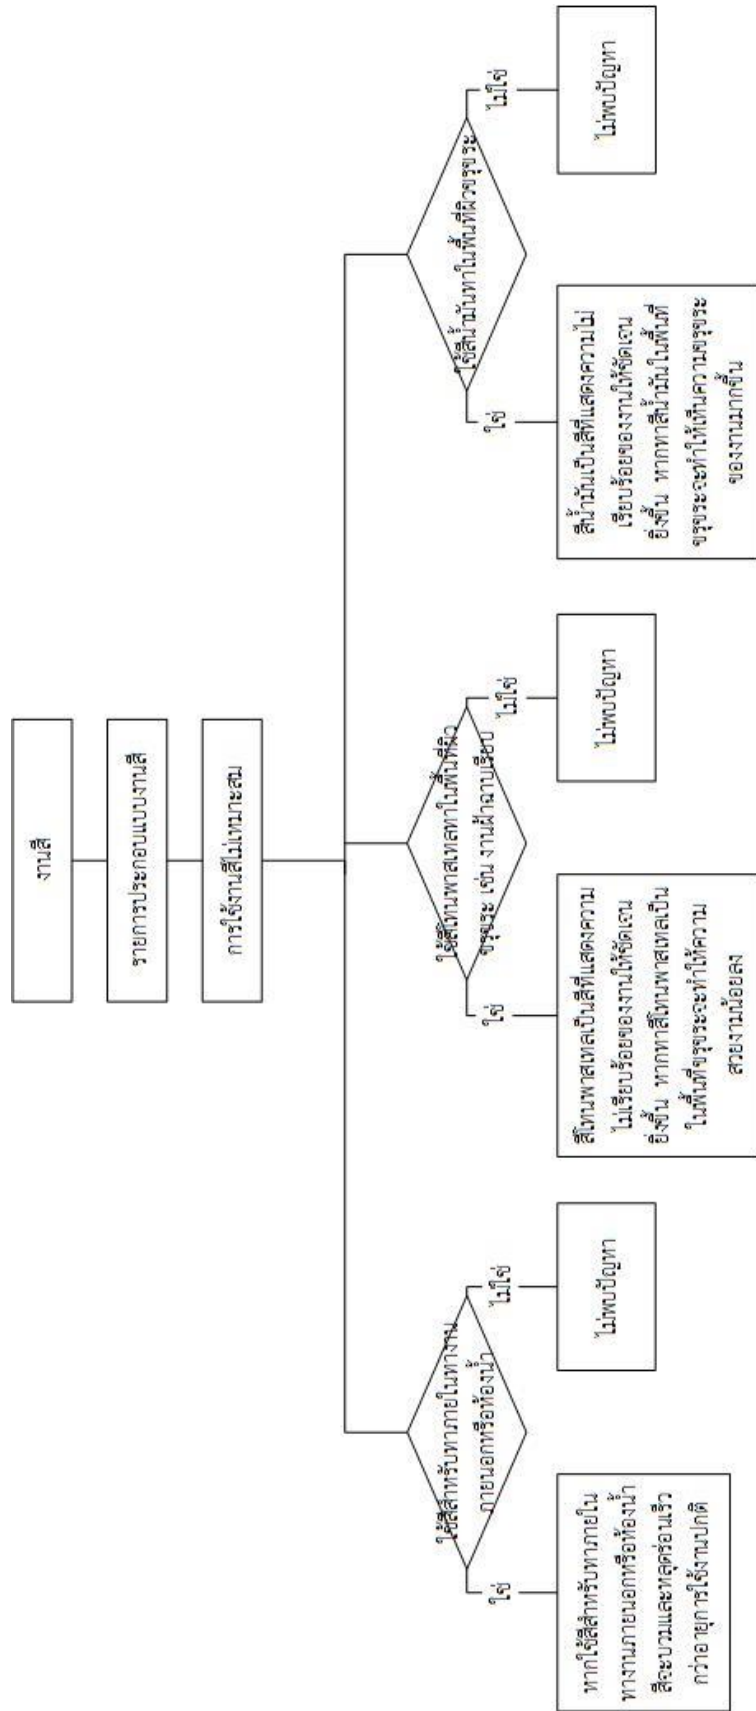 งานสี
รายการประกอบแบบงานสี
การใช้งานสีไม่เหมาะสม
ใช้สีสำหรับทาภายในทางาน
ภายนอกหรือห้องน้ำ
ใช่
ไม่ใช่
หากใช้สีสำหรับทาภายใน
ทางานภายนอกหรือห้องน้ำ
สีจะบวมและหลุดร่อนเร็ว
กว่าอายุการใช้งานปกติ
ไม่พบปัญหา
ใช้สีโทนพาสเทลทาในพื้นที่ผิว
ขรุขระ เช่น งานฝ้าฉาบเรียบ
ใช่
ไม่ใช่
สีโทนพาสเทลเป็นสีที่แสดงความ
ไม่เรียบร้อยของงานให้ชัดเจน
ยิ่งขึ้น หากทาสีโทนพาสเทลเป็น
ในพื้นที่ขรุขระจะทำให้ความ
สวยงามน้อยลง
ไม่พบปัญหา
ใช้สีน้ำมันทาในพื้นที่ผิวขรุขระ
ใช่
ไม่ใช่
สีน้ำมันเป็นสีที่แสดงความไม่
เรียบร้อยของงานให้ชัดเจน
ยิ่งขึ้น หากทาสีน้ำมันในพื้นที่
ขรุขระจะทำให้เห็นความขรุขระ
ของงานมากขึ้น
ไม่พบปัญหา